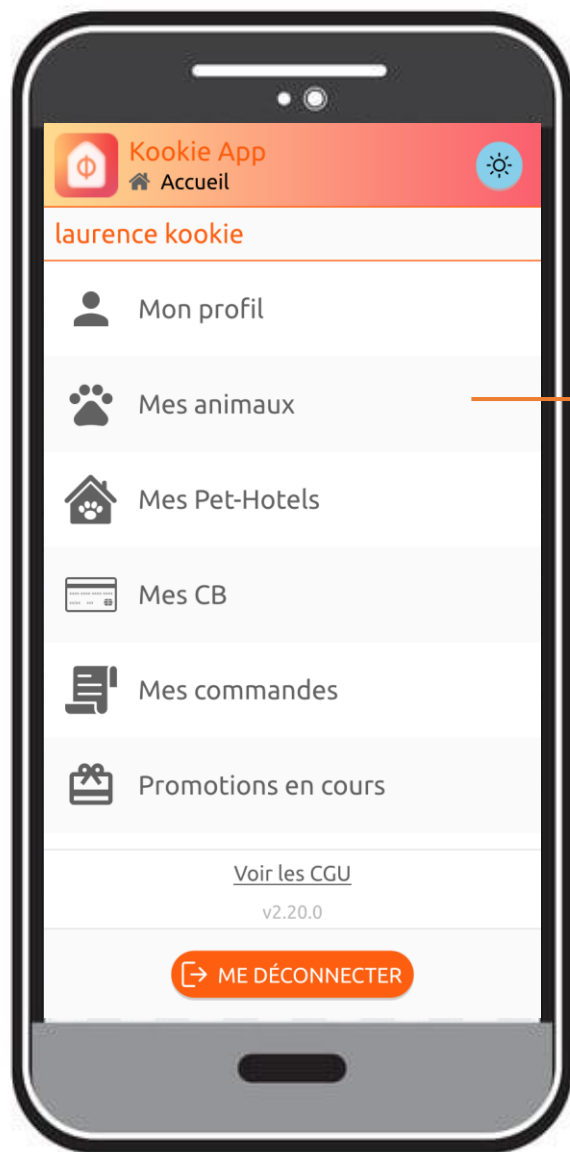 Kookie App
Accueil
laurence kookie
Mon profil
Mes animaux
Mes Pet-Hotels
Mes CB
Mes commandes
Promotions en cours
Voir les CGU
v2.20.0
ME DÉCONNECTER